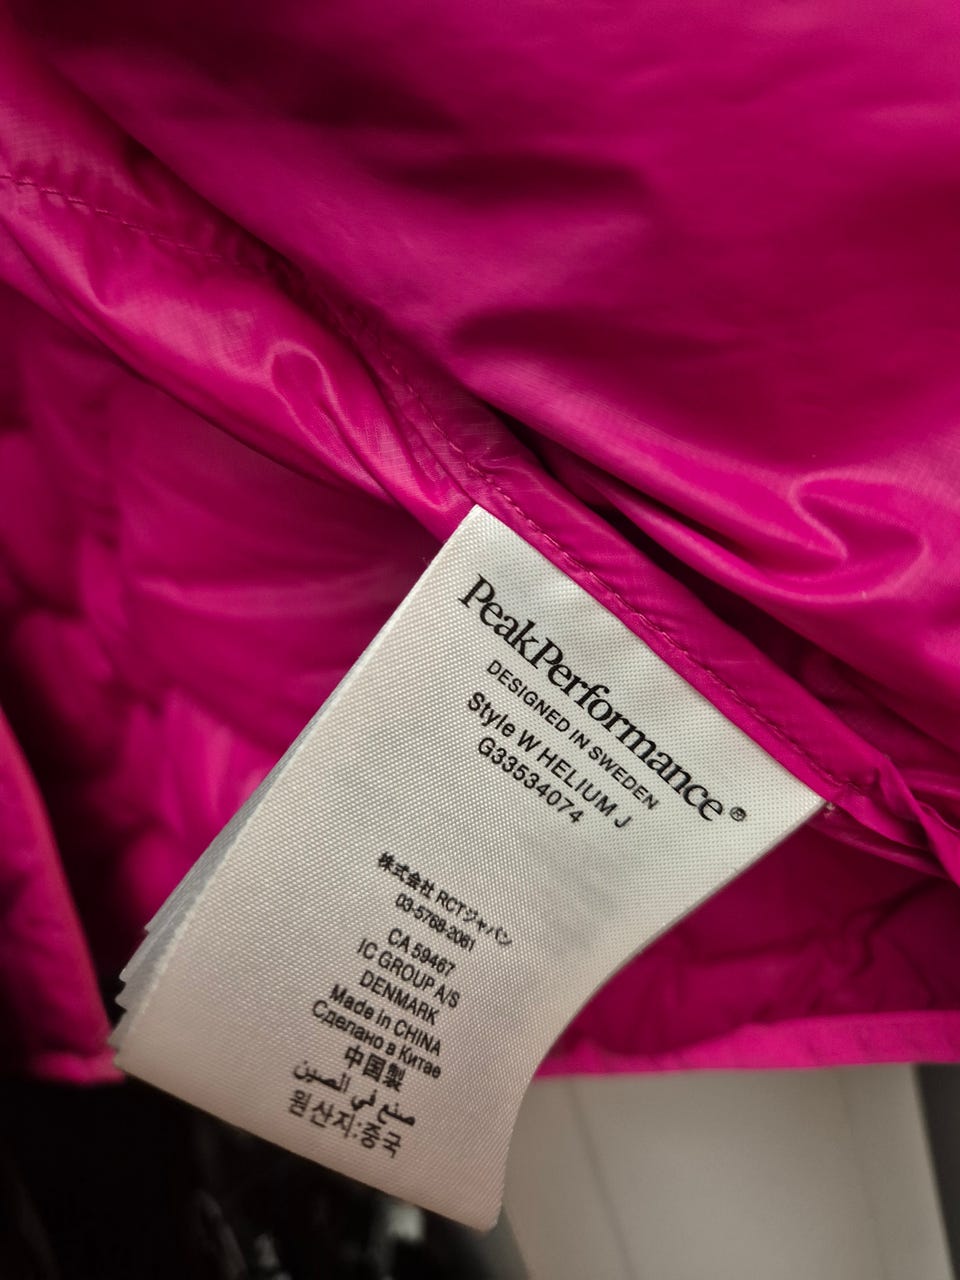 PeakPerformance®
DESIGNED IN SWEDEN
Style W HELIUM J
G33534074
株式会社 RCTジャパン
03-5768-2061
CA 59467
IC GROUP A/S
DENMARK
Made in CHINA
Сделано в Китае
中国製
صنع في الصين
원산지:중국